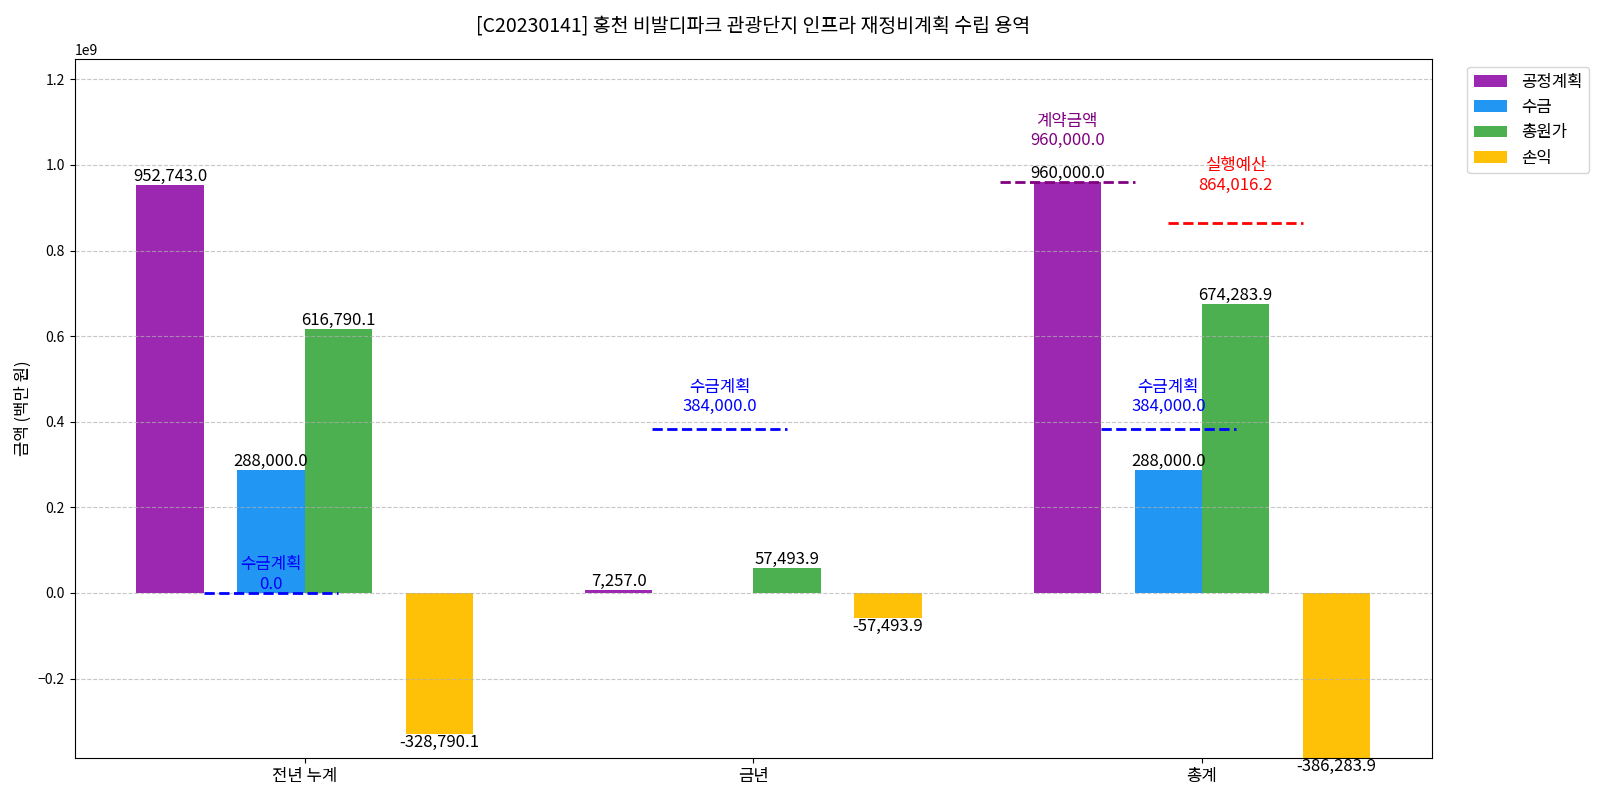 [C20230141] 홍천 비발디파크 관광단지 인프라 재정비계획 수립 용역
1e9
금액 (백만 원)
1.2
1.0
0.8
0.6
0.4
0.2
0.0
−0.2
952,743.0
288,000.0
616,790.1
수금계획
0.0
-328,790.1
7,257.0
수금계획
384,000.0
57,493.9
-57,493.9
계약금액
960,000.0
960,000.0
수금계획
384,000.0
288,000.0
실행예산
864,016.2
674,283.9
-386,283.9
전년 누계
금년
총계
공정계획
수금
총원가
손익